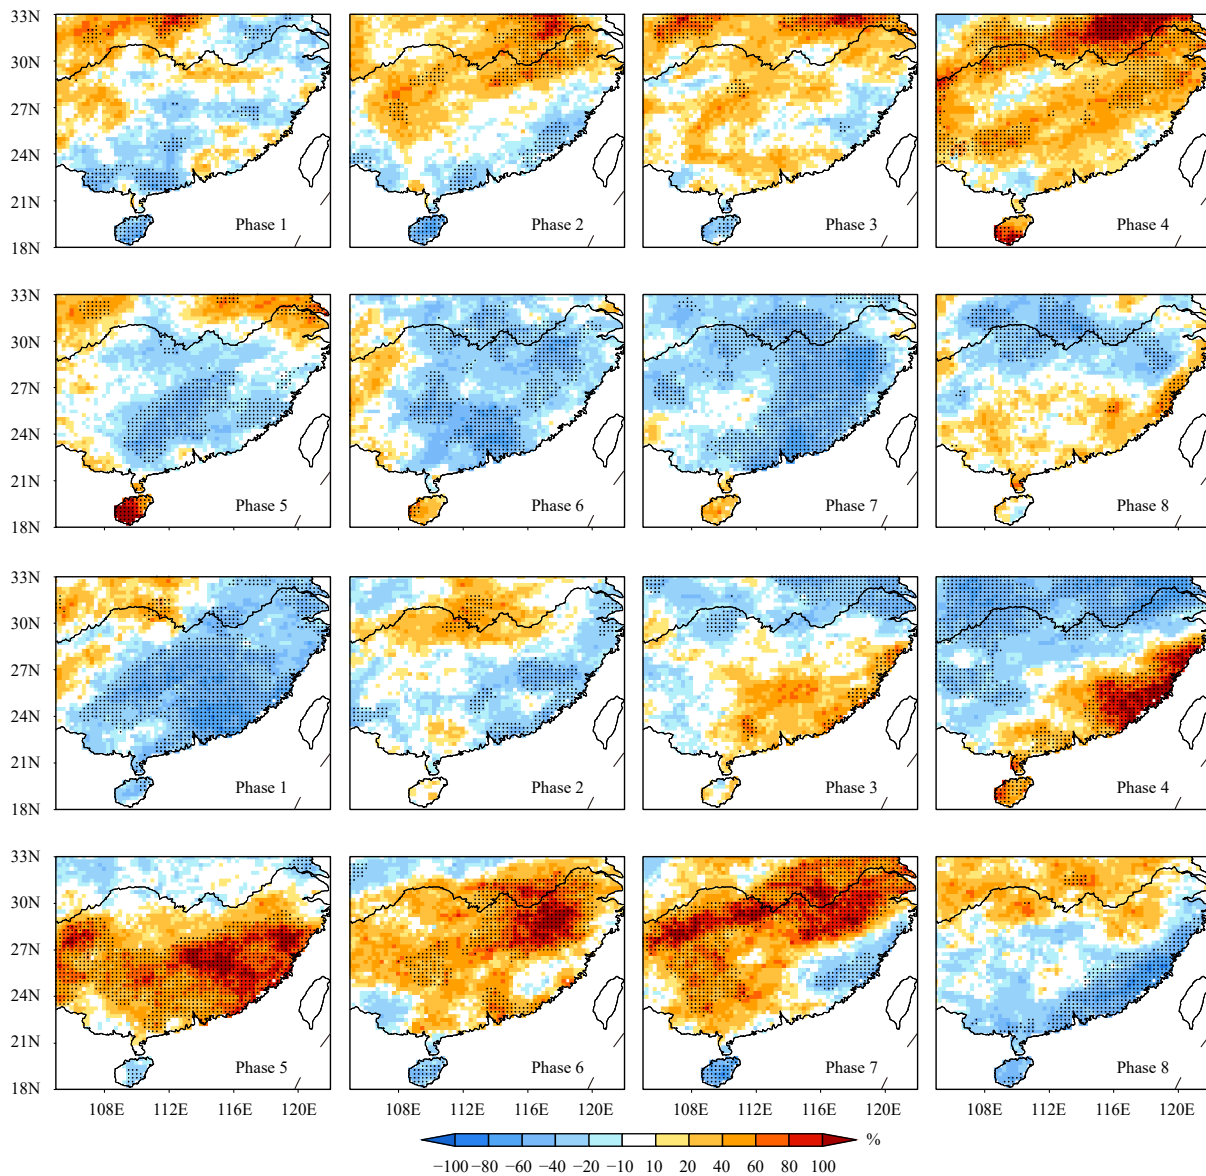 33N
30N
27N
24N
21N
18N
Phase 1
Phase 2
Phase 3
Phase 4
33N
30N
27N
24N
21N
18N
Phase 5
Phase 6
Phase 7
Phase 8
33N
30N
27N
24N
21N
18N
Phase 1
Phase 2
Phase 3
Phase 4
33N
30N
27N
24N
21N
18N
Phase 5
Phase 6
Phase 7
Phase 8
108E 112E 116E 120E 108E 112E 116E 120E 108E 112E 116E 120E 108E 112E 116E 120E
%
−100 −80 −60 −40 −20 −10 10 20 40 60 80 100